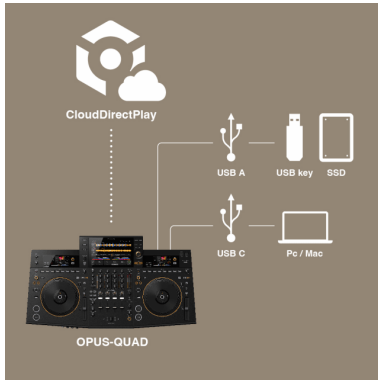 CloudDirectPlay
USB A
USB key
SSD
USB C
Pc / Mac
OPUS-QUAD